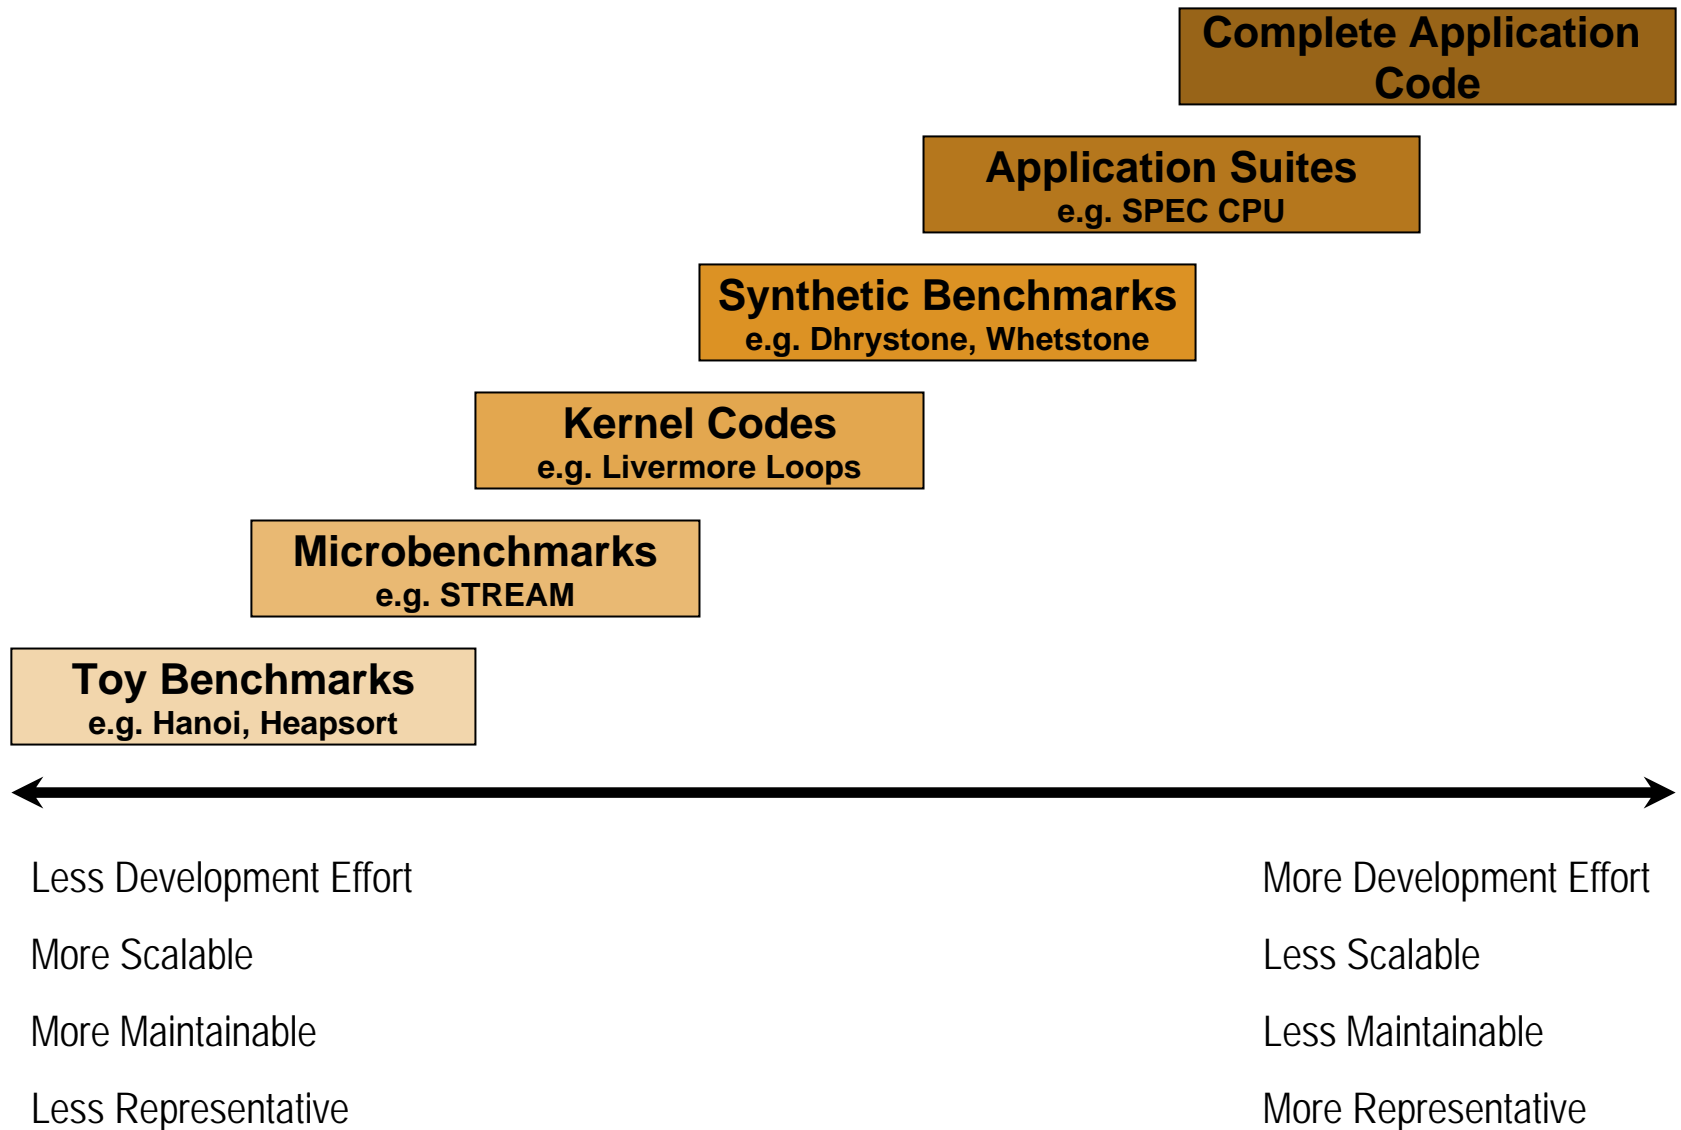 Complete Application
Code
Application Suites
e.g. SPEC CPU
Synthetic Benchmarks
e.g. Dhrystone, Whetstone
Kernel Codes
e.g. Livermore Loops
Microbenchmarks
e.g. STREAM
Toy Benchmarks
e.g. Hanoi, Heapsort
Less Development Effort
More Scalable
More Maintainable
Less Representative
More Development Effort
Less Scalable
Less Maintainable
More Representative